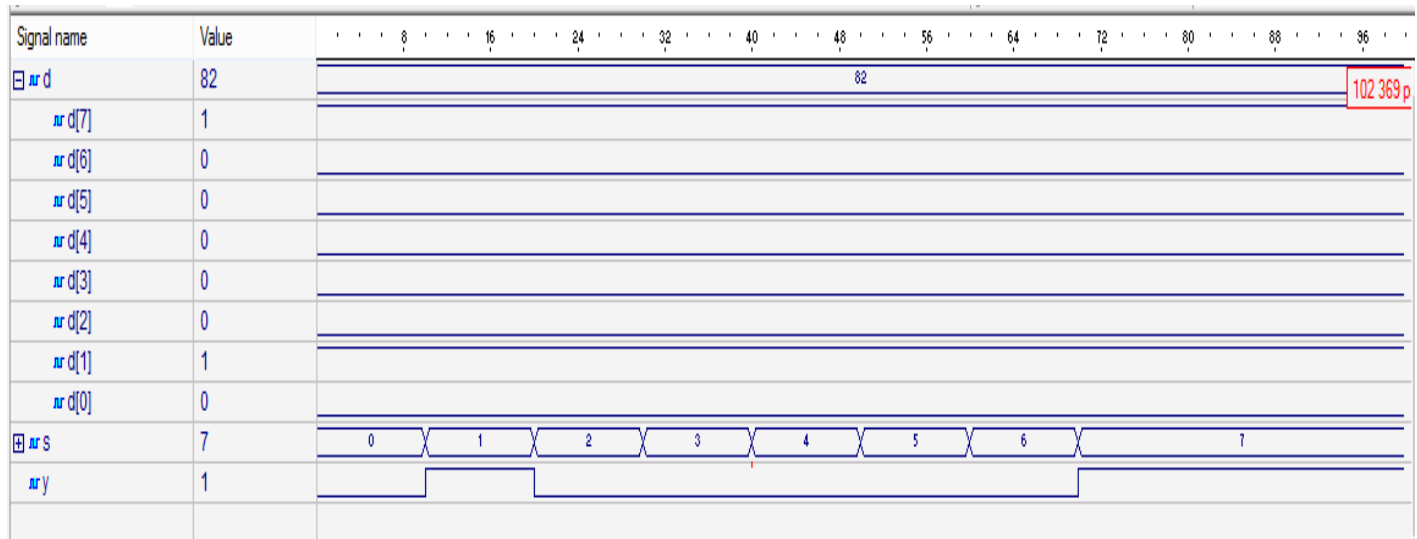 Signal name Value 8 16 24 32 40 48 56 64 72 80 88 96
d 82 82
102 369 p
d[7] 1
d[6] 0
d[5] 0
d[4] 0
d[3] 0
d[2] 0
d[1] 1
d[0] 0
s 7 0 1 2 3 4 5 6 7
y 1